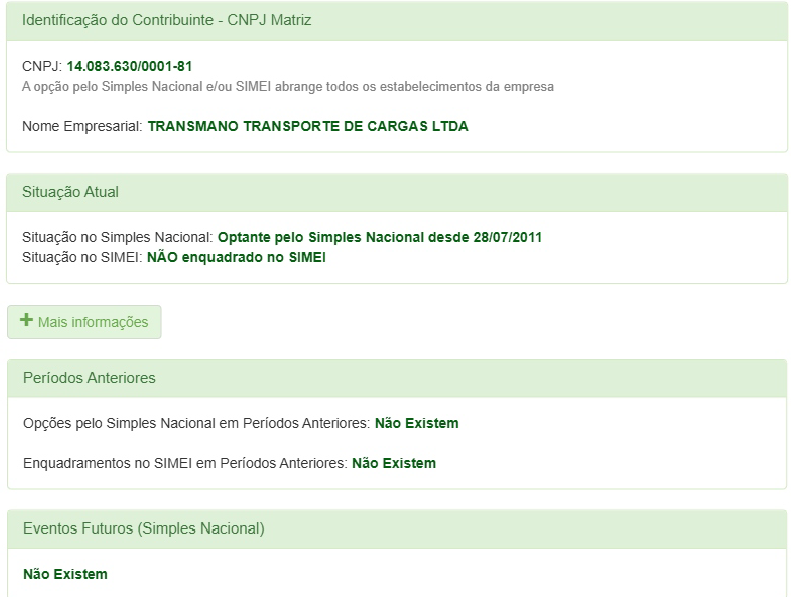 Identificação do Contribuinte - CNPJ Matriz
CNPJ: 14.083.630/0001-81
A opção pelo Simples Nacional e/ou SIMEI abrange todos os estabelecimentos da empresa
Nome Empresarial: TRANSMANO TRANSPORTE DE CARGAS LTDA
Situação Atual
Situação no Simples Nacional: Optante pelo Simples Nacional desde 28/07/2011
Situação no SIMEI: NÃO enquadrado no SIMEI
+ Mais informações
Períodos Anteriores
Opções pelo Simples Nacional em Períodos Anteriores: Não Existem
Enquadramentos no SIMEI em Períodos Anteriores: Não Existem
Eventos Futuros (Simples Nacional)
Não Existem